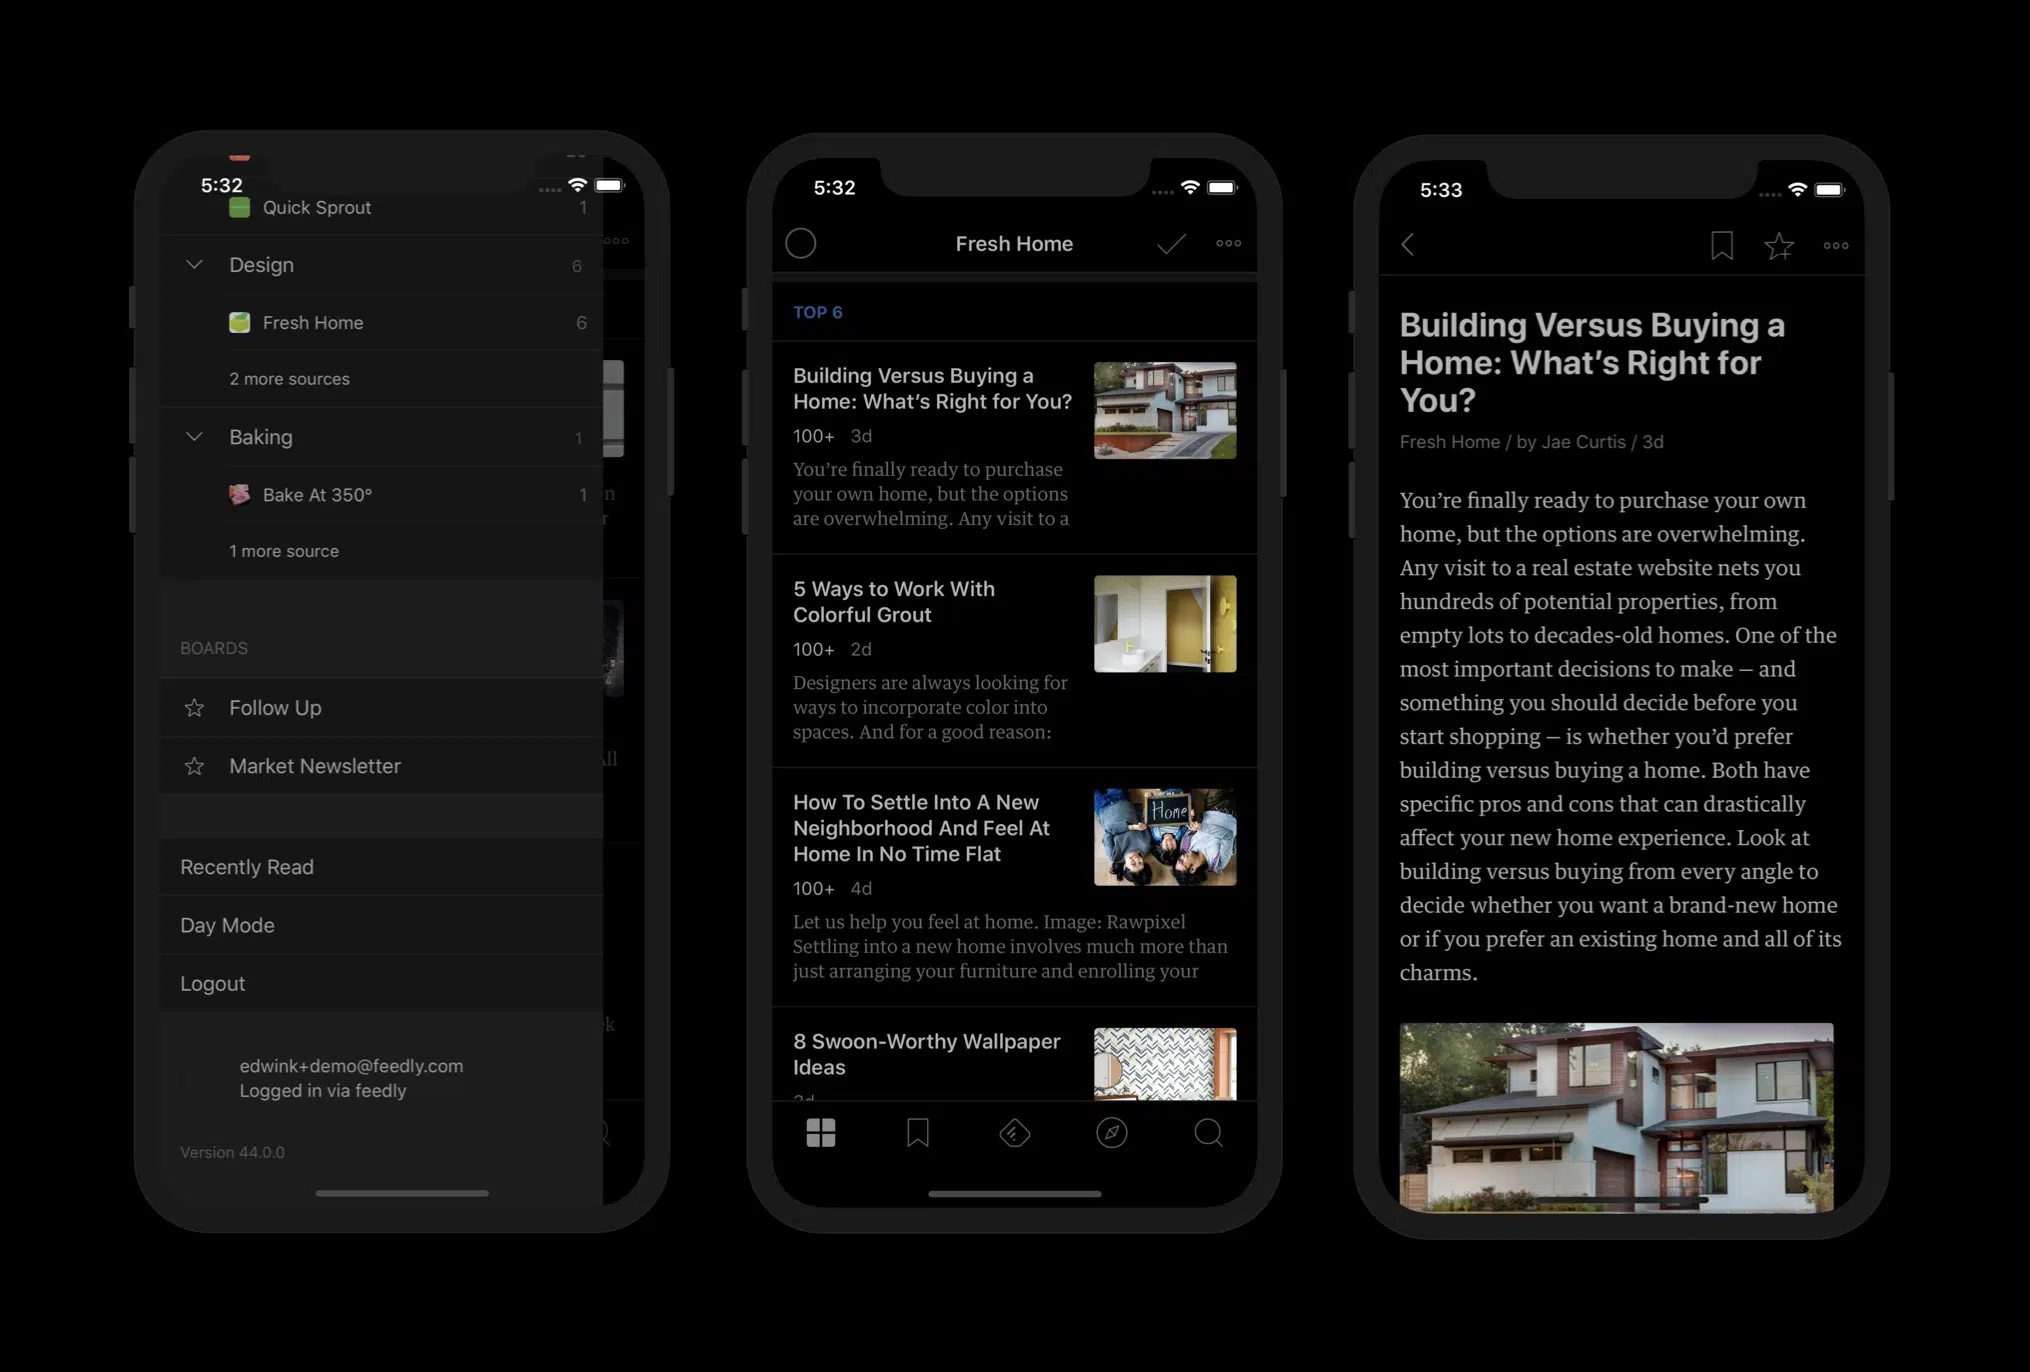 5:32
Quick Sprout 1
Design 6
Fresh Home 6
2 more sources
Baking 1
Bake At 350° 1
1 more source
BOARDS
Follow Up
Market Newsletter
Recently Read
Day Mode
Logout
edwink+demo@feedly.com
Logged in via feedly
Version 44.0.0
5:32
Fresh Home
TOP 6
Building Versus Buying a
Home: What’s Right for You?
100+ 3d
You’re finally ready to purchase
your own home, but the options
are overwhelming. Any visit to a
5 Ways to Work With
Colorful Grout
100+ 2d
Designers are always looking for
ways to incorporate color into
spaces. And for a good reason:
How To Settle Into A New
Neighborhood And Feel At
Home In No Time Flat
100+ 4d
Home
Let us help you feel at home. Image: Rawpixel
Settling into a new home involves much more than
just arranging your furniture and enrolling your
8 Swoon-Worthy Wallpaper
Ideas
5:33
Building Versus Buying a
Home: What’s Right for
You?
Fresh Home / by Jae Curtis / 3d
You’re finally ready to purchase your own
home, but the options are overwhelming.
Any visit to a real estate website nets you
hundreds of potential properties, from
empty lots to decades-old homes. One of the
most important decisions to make — and
something you should decide before you
start shopping — is whether you’d prefer
building versus buying a home. Both have
specific pros and cons that can drastically
affect your new home experience. Look at
building versus buying from every angle to
decide whether you want a brand-new home
or if you prefer an existing home and all of its
charms.